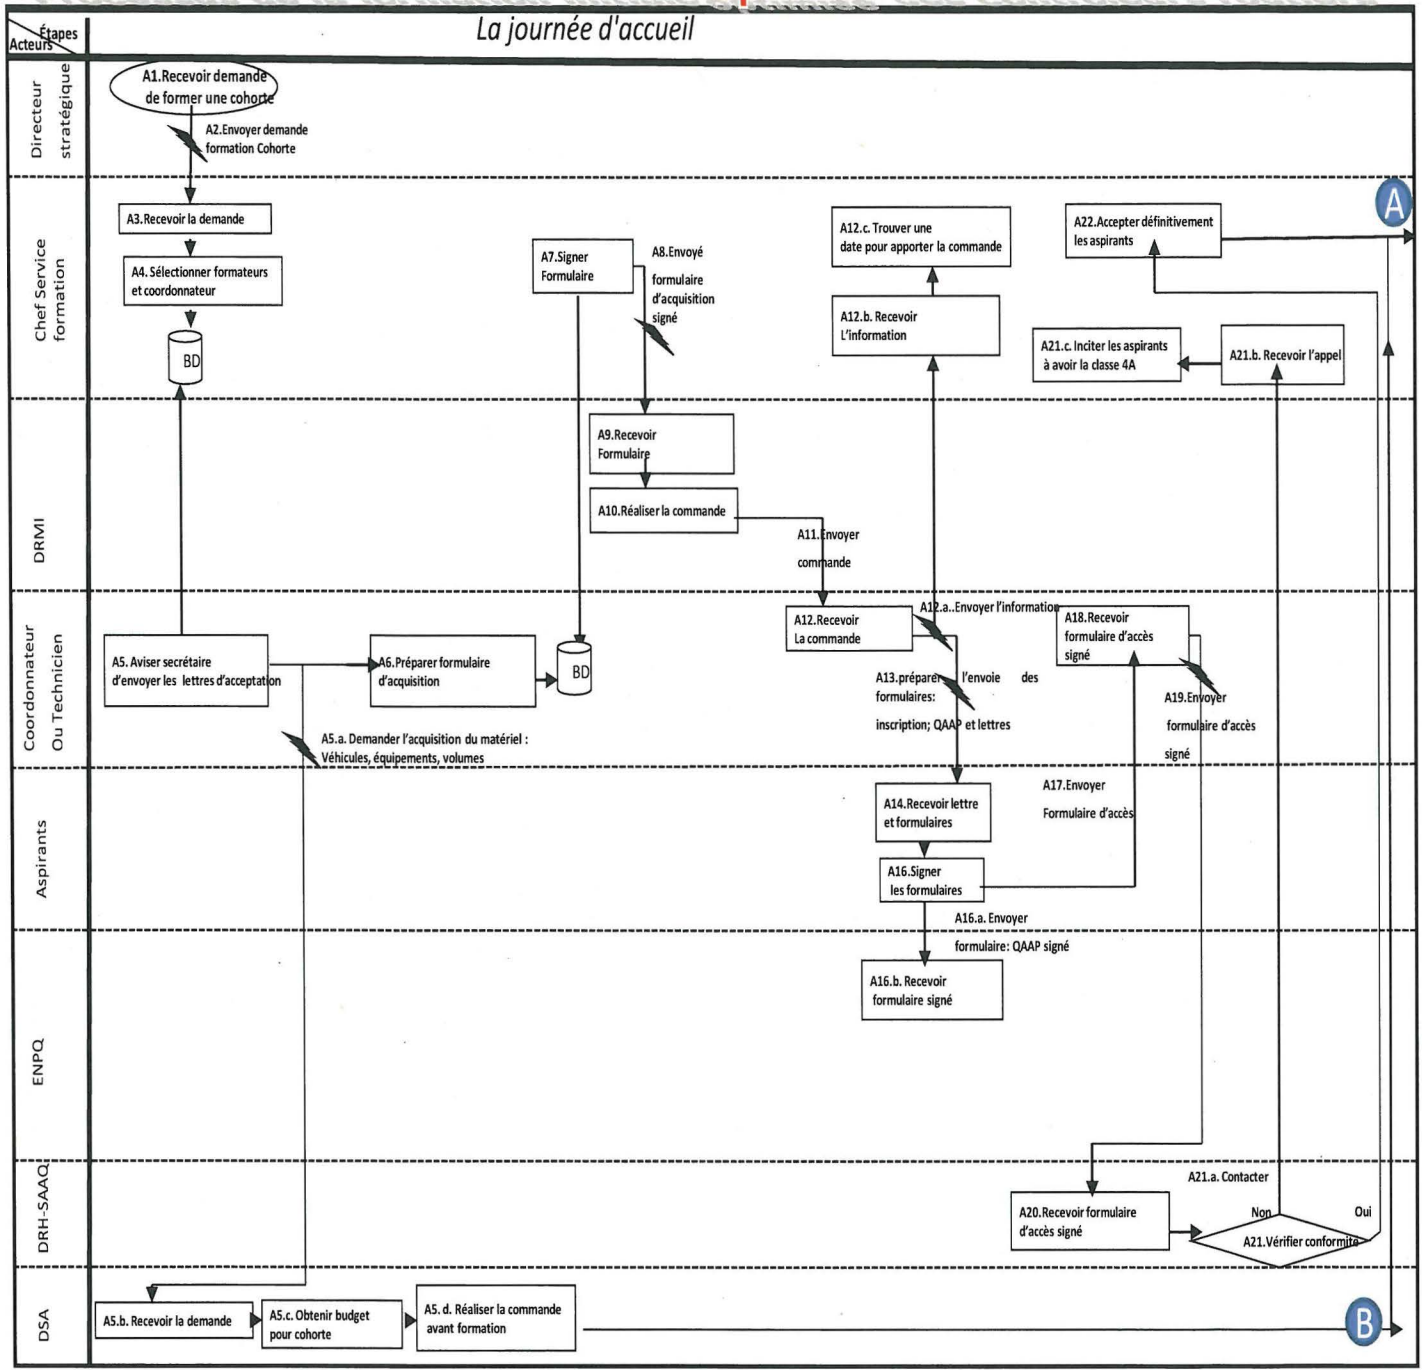 La journée d'accueil
Étapes
Acteurs
Directeur
stratégique
A1.Recevoir demande
de former une cohorte
A2.Envoyer demande
formation Cohorte
Chef Service
formation
A3.Recevoir la demande
A4. Sélectionner formateurs
et coordonnateur
BD
A7.Signer
Formulaire
A8.Envoyé
formulaire
d'acquisition
signé
A12.c. Trouver une
date pour apporter la commande
A12.b. Recevoir
L'information
A22.Accepter définitivement
les aspirants
A
A21.c. Inciter les aspirants
à avoir la classe 4A
A21.b. Recevoir l'appel
DRMI
A9.Recevoir
Formulaire
A10.Réaliser la commande
A11.Envoyer
commande
Coordonnateur
Ou Technicien
A5. Aviser secrétaire
d'envoyer les lettres d'acceptation
A6.Préparer formulaire
d'acquisition
BD
A5.a. Demander l'acquisition du matériel :
Véhicules, équipements, volumes
A12.Recevoir
La commande
A12.a..Envoyer l'information
A13.préparer l'envoie des
formulaires:
inscription; QAAP et lettres
A18.Recevoir
formulaire d'accès
signé
A19.Envoyer
formulaire d'accès
signé
Aspirants
A14.Recevoir lettre
et formulaires
A16.Signer
les formulaires
A17.Envoyer
Formulaire d'accès
A16.a. Envoyer
formulaire: QAAP signé
ENPQ
A16.b. Recevoir
formulaire signé
DRH-SAAQ
A20.Recevoir formulaire
d'accès signé
A21.a. Contacter
Non
Oui
A21.Vérifier conformité
DSA
A5.b. Recevoir la demande
A5.c. Obtenir budget
pour cohorte
A5. d. Réaliser la commande
avant formation
B